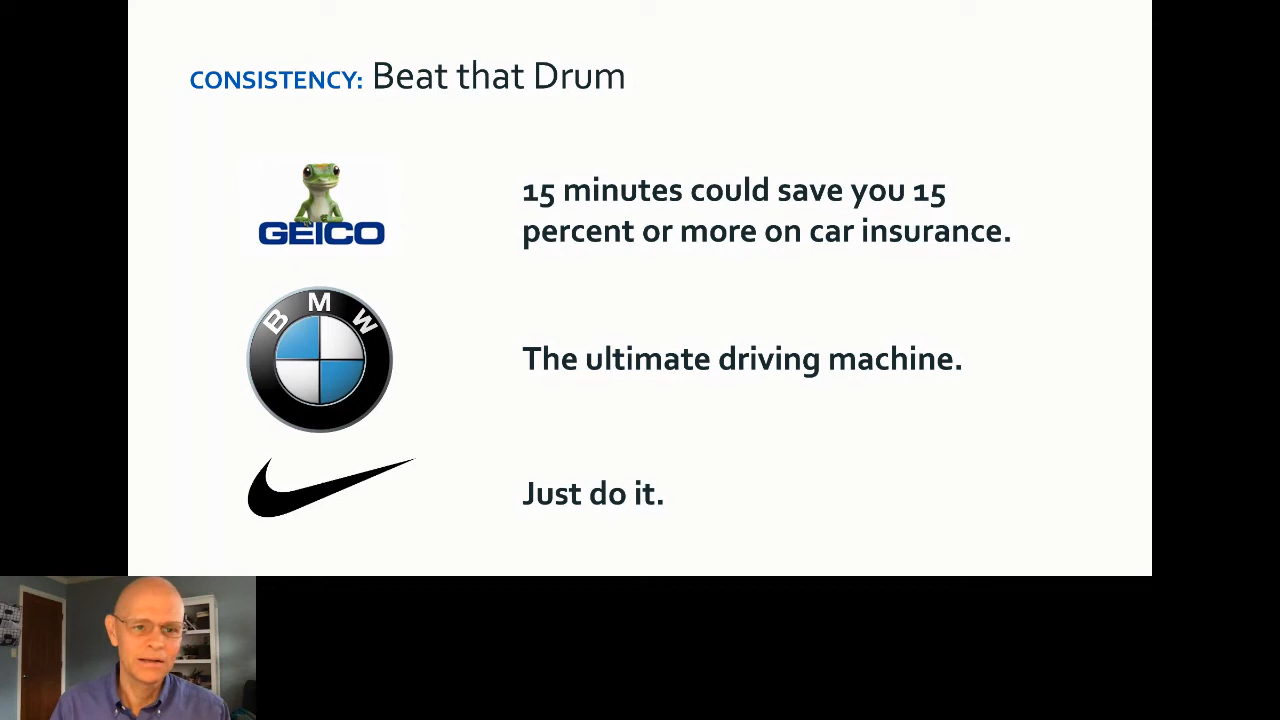 CONSISTENCY: Beat that Drum
GEICO
15 minutes could save you 15
percent or more on car insurance.
BMW
The ultimate driving machine.
Just do it.